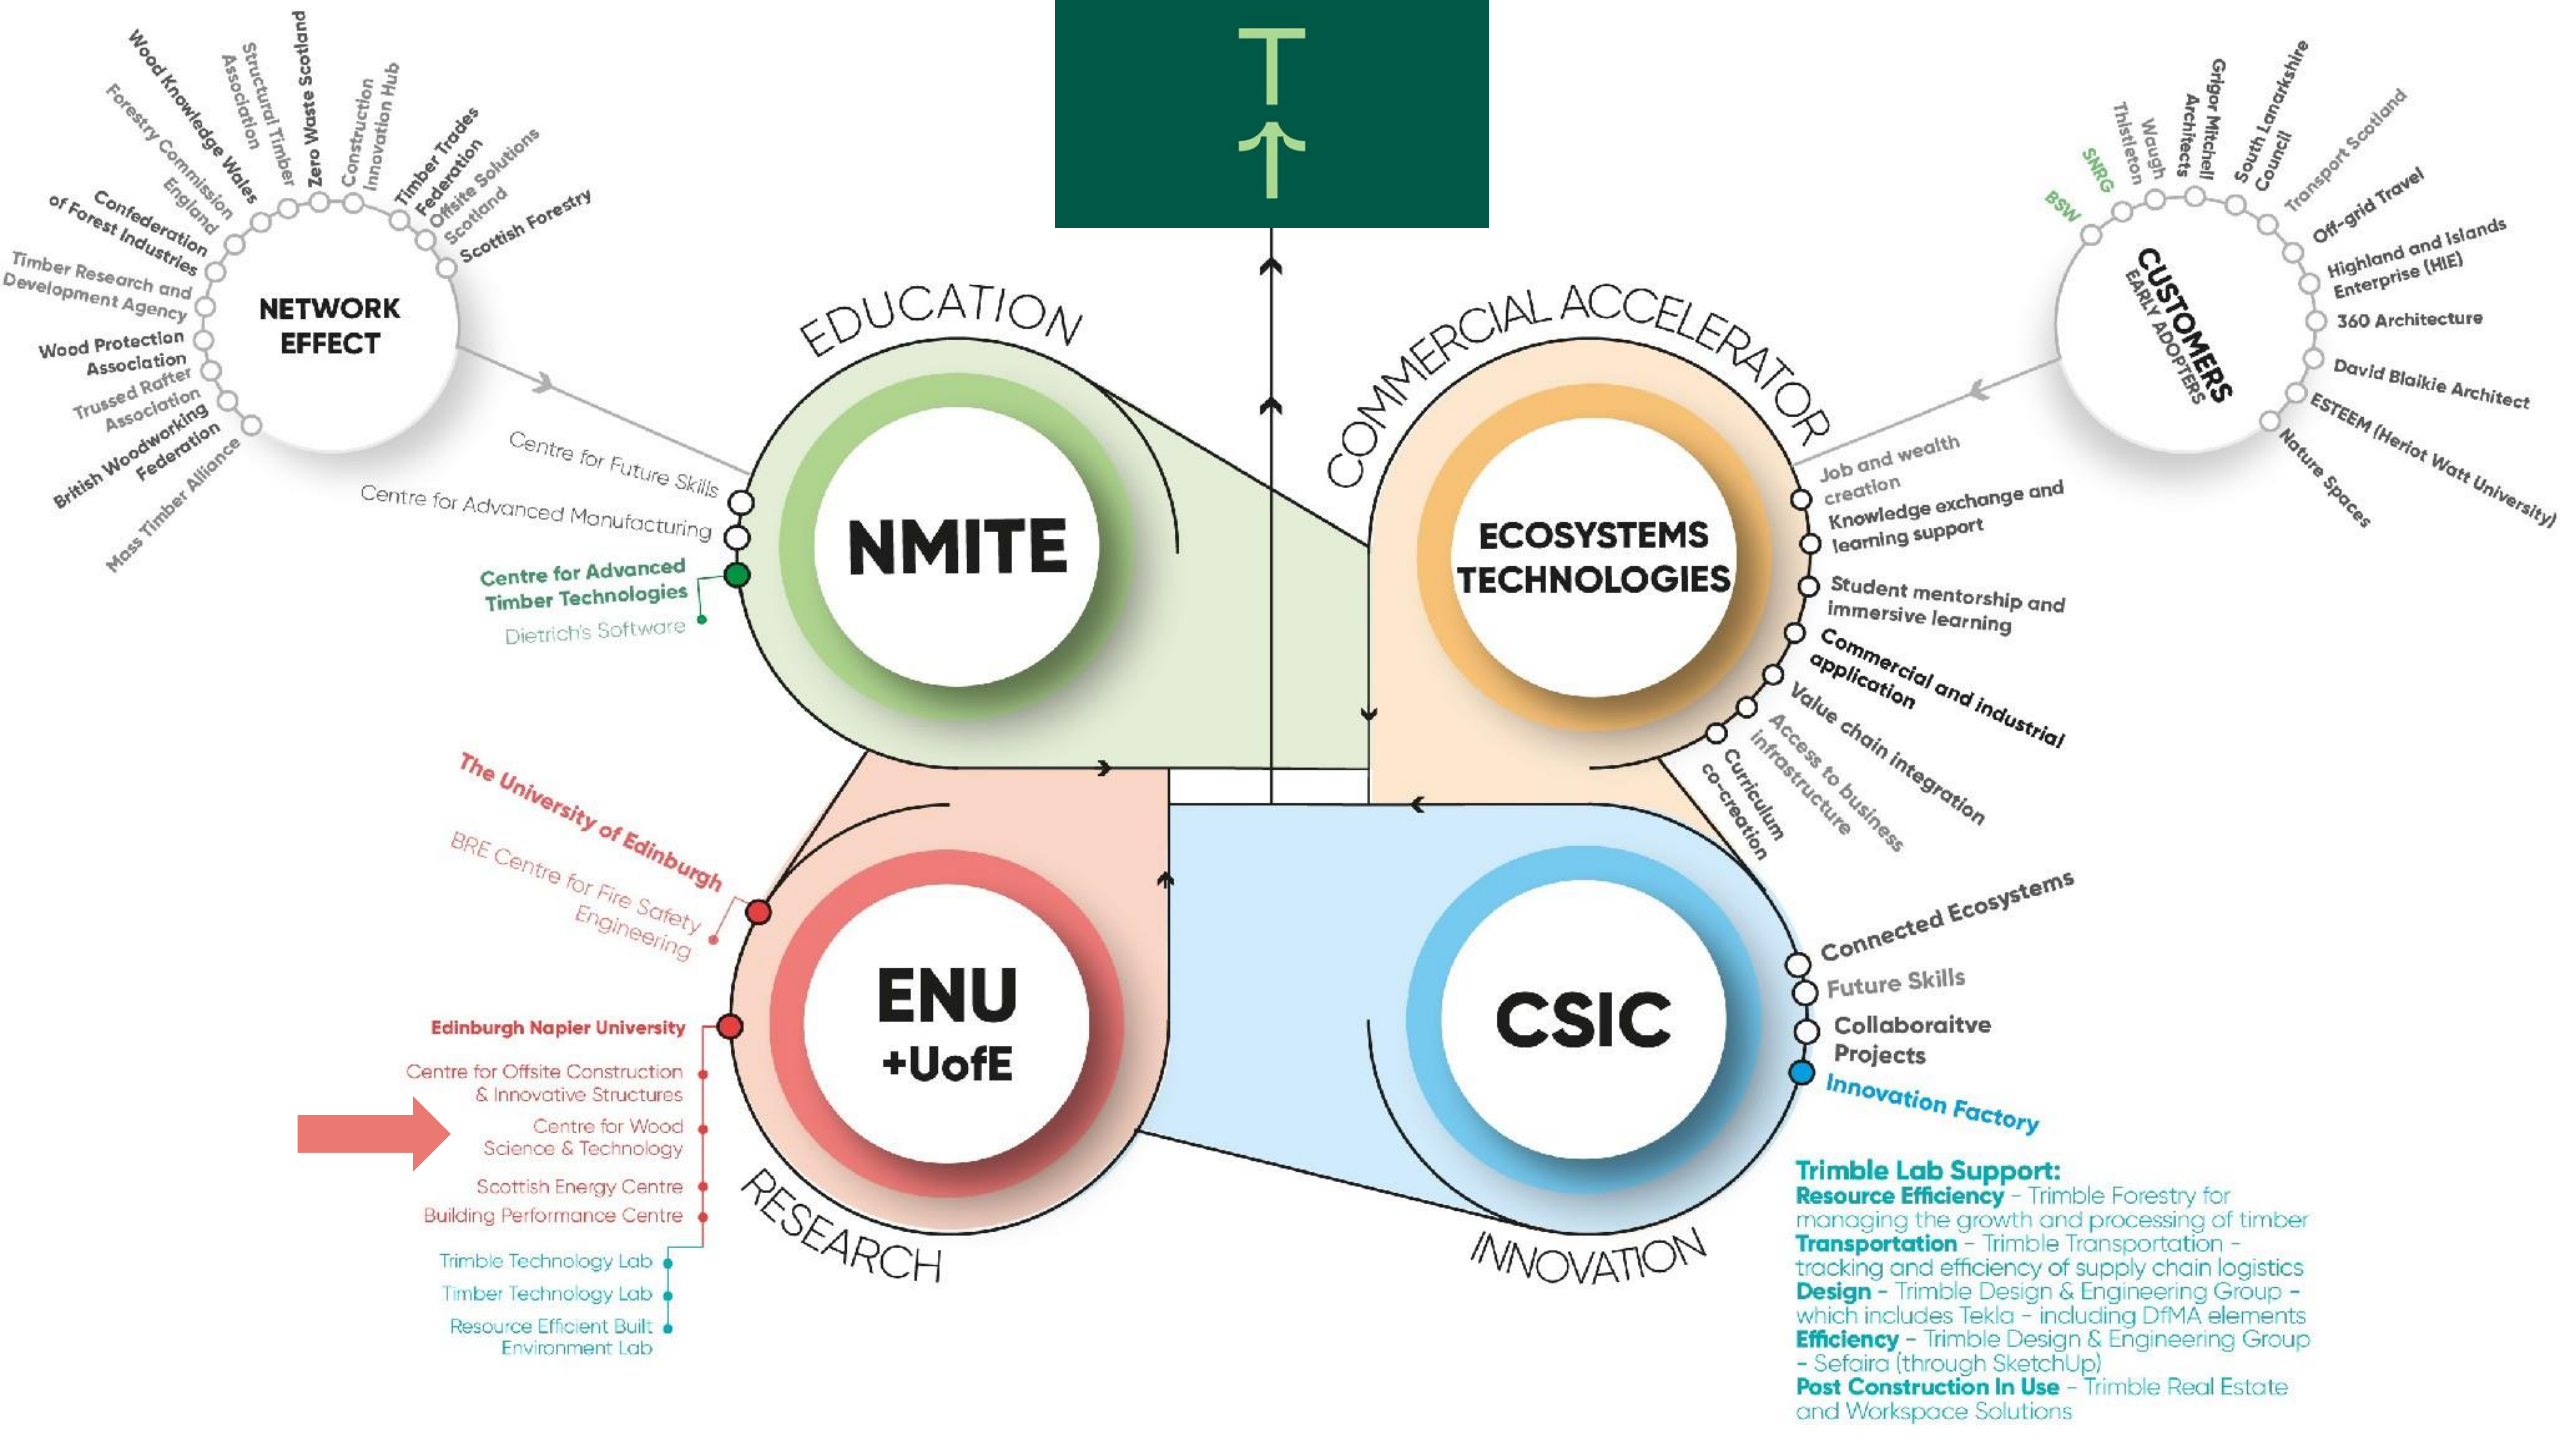 T
Wood Knowledge Wales
Forestry Commission
England
Structural Timber
Association
Zero Waste Scotland
Construction
Innovation Hub
Timber Trades
Federation
Offsite Solutions
Scotland
Scottish Forestry
Confederation
of Forest Industries
Timber Research and
Development Agency
Wood Protection
Association
Trussed Rafter
Association
British Woodworking
Federation
Mass Timber Alliance
NETWORK
EFFECT
EDUCATION
NMITE
Centre for Future Skills
Centre for Advanced Manufacturing
Centre for Advanced
Timber Technologies
Dietrich's Software
COMMERCIAL ACCELERATOR
ECOSYSTEMS
TECHNOLOGIES
Job and wealth
creation
Knowledge exchange and
learning support
Student mentorship and
immersive learning
Commercial and industrial
application
Value chain integration
Access to business
infrastructure
Curriculum
co-creation
CUSTOMERS
EARLY ADOPTERS
BSW
SNRG
Waugh
Thistleton
Grigor Mitchell
Architects
South Lanarkshire
Council
Transport Scotland
Off-grid Travel
Highland and Islands
Enterprise (HIE)
360 Architecture
David Blaikie Architect
ESTEEM (Heriot Watt University)
Nature Spaces
The University of Edinburgh
BRE Centre for Fire Safety
Engineering
Edinburgh Napier University
Centre for Offsite Construction
& Innovative Structures
Centre for Wood
Science & Technology
Scottish Energy Centre
Building Performance Centre
Trimble Technology Lab
Timber Technology Lab
Resource Efficient Built
Environment Lab
ENU
+UofE
RESEARCH
CSIC
INNOVATION
Connected Ecosystems
Future Skills
Collaboraitve
Projects
Innovation Factory
Trimble Lab Support:
Resource Efficiency - Trimble Forestry for
managing the growth and processing of timber
Transportation - Trimble Transportation -
tracking and efficiency of supply chain logistics
Design - Trimble Design & Engineering Group -
which includes Tekla - including DfMA elements
Efficiency - Trimble Design & Engineering Group
- Sefaira (through SketchUp)
Post Construction In Use - Trimble Real Estate
and Workspace Solutions